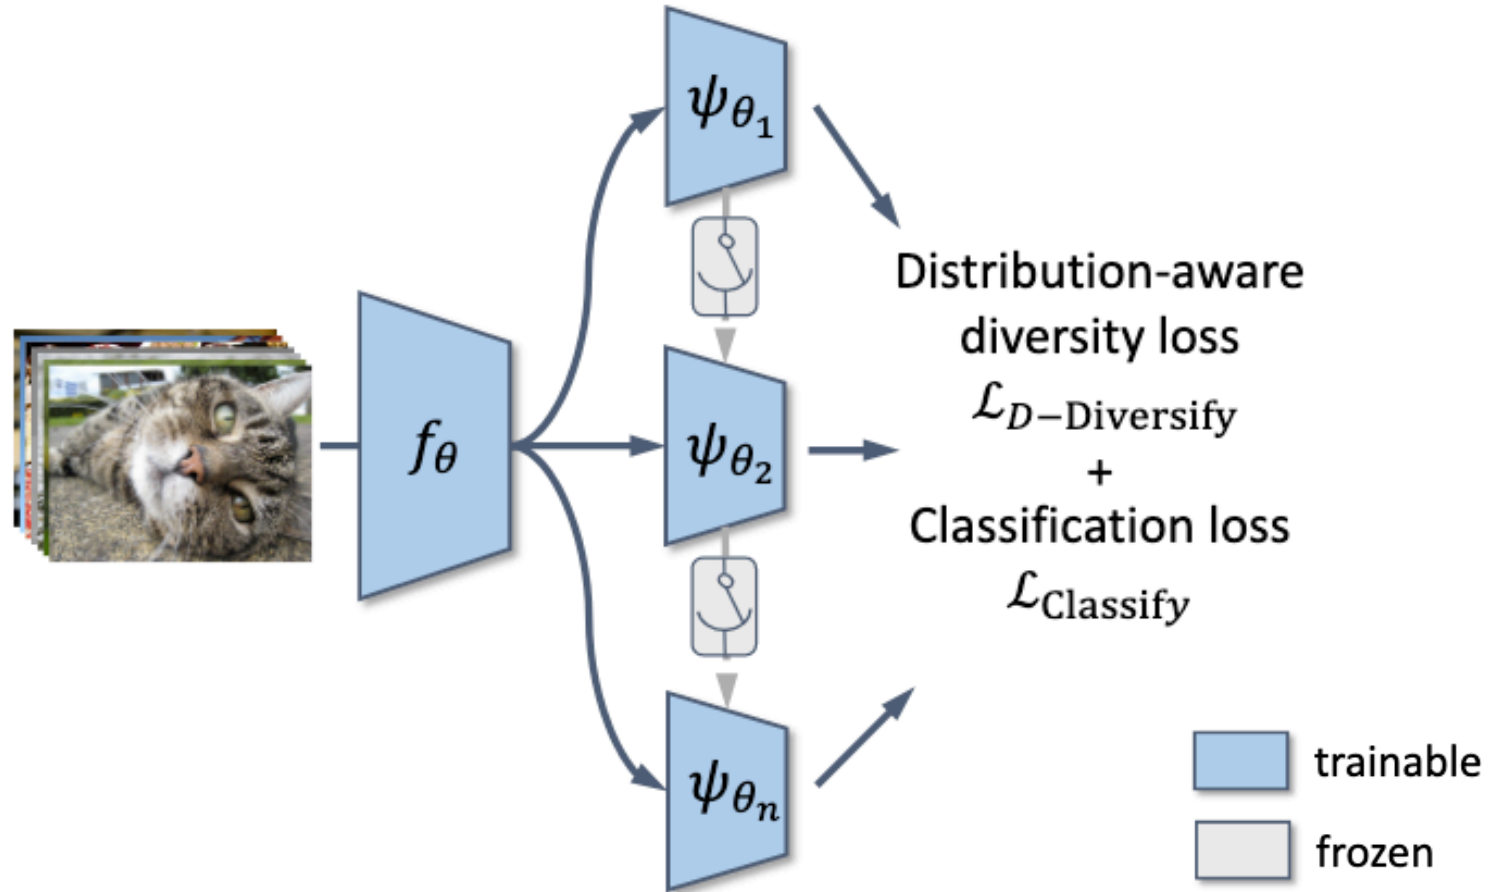 ψθ₁
fθ
ψθ₂
ψθₙ
Distribution-aware
diversity loss
ℒD−Diversify
+
Classification loss
ℒClassify
trainable
frozen